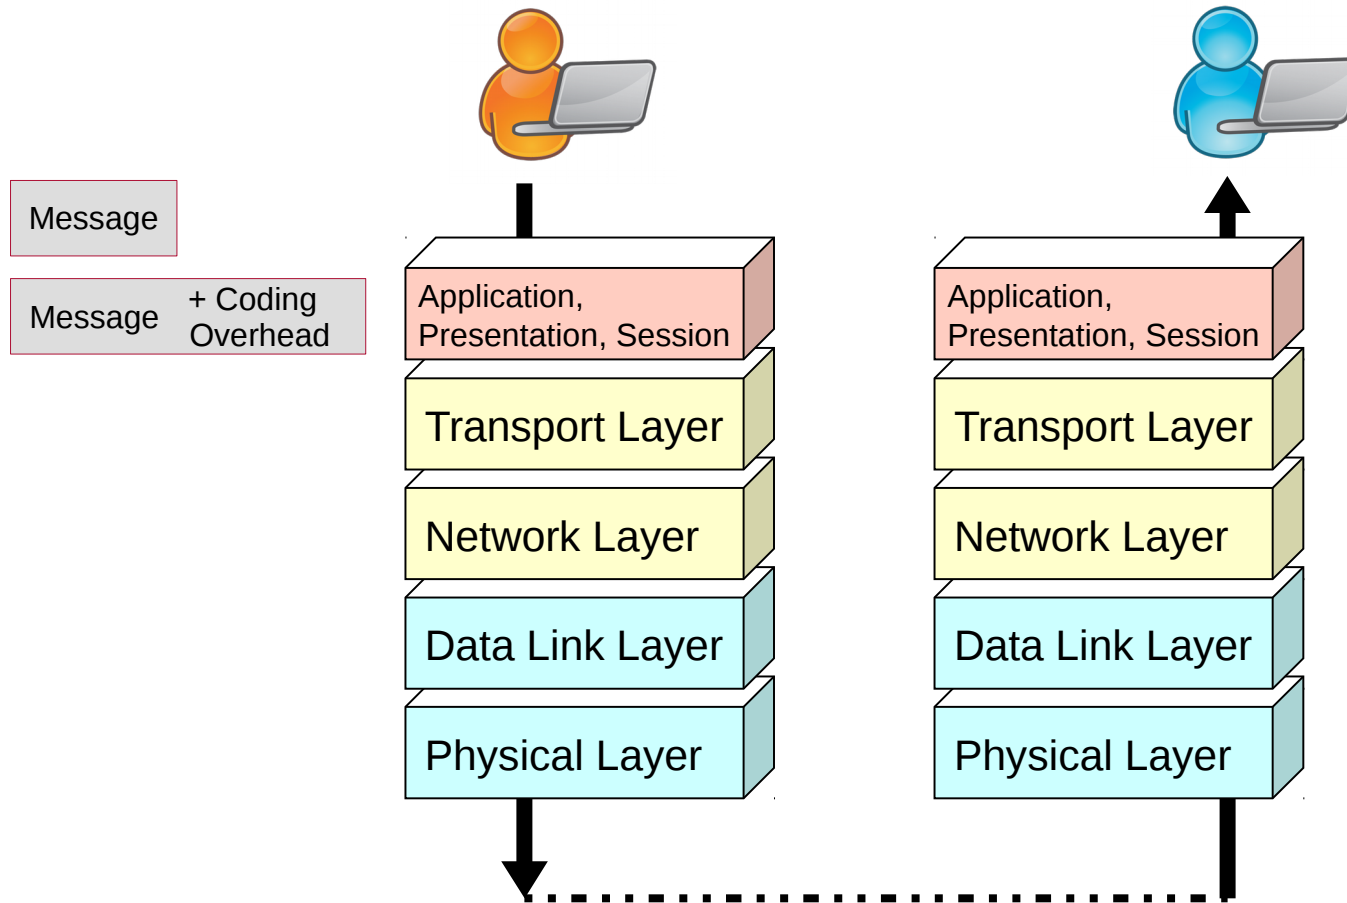 Message
Message + Coding
Overhead
Application,
Presentation, Session
Transport Layer
Network Layer
Data Link Layer
Physical Layer
Application,
Presentation, Session
Transport Layer
Network Layer
Data Link Layer
Physical Layer